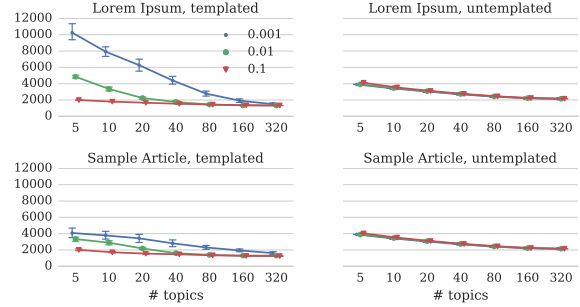 Lorem Ipsum, templated
Lorem Ipsum, untemplated
12000
10000
8000
6000
4000
2000
0
0.001
0.01
0.1
5 10 20 40 80 160 320
5 10 20 40 80 160 320
Sample Article, templated
Sample Article, untemplated
12000
10000
8000
6000
4000
2000
0
5 10 20 40 80 160 320
5 10 20 40 80 160 320
# topics
# topics